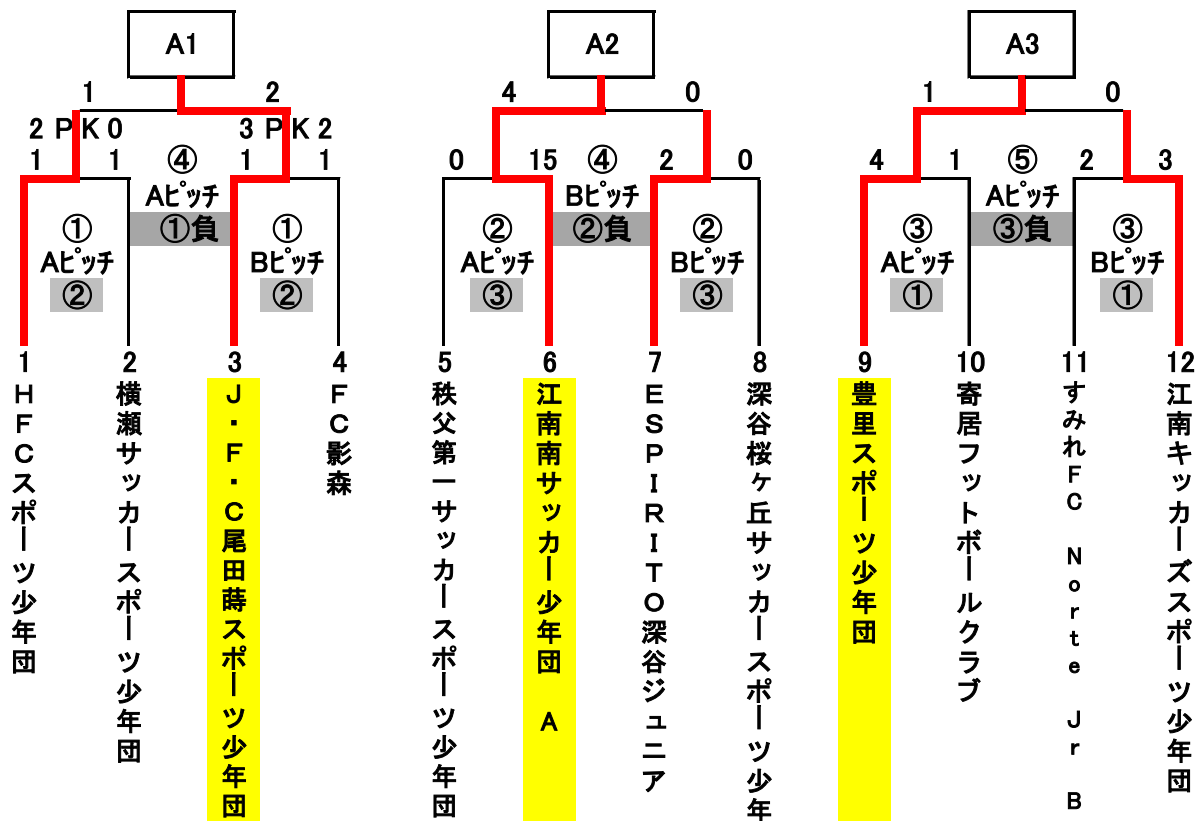 A1 A2 A3
1 2 4 0 1 0
2 PK 0 3 PK 2
1 1 ④ 1 1 0 15 ④ 2 0 4 1 ⑤ 2 3
Aピッチ Bピッチ Aピッチ
① ①負 ① ② ②負 ② ③ ③負 ③
Aピッチ Bピッチ Aピッチ Bピッチ Aピッチ Bピッチ
② ② ③ ③ ① ①
1 2 3 4 5 6 7 8 9 10 11 12
HFCスポーツ少年団
横瀬サッカースポーツ少年団
J・F・C尾田蒔スポーツ少年団
FC影森
秩父第一サッカースポーツ少年団
江南南サッカー少年団 A
ESPIRITO深谷ジュニア
深谷桜ヶ丘サッカースポーツ少年
豊里スポーツ少年団
寄居フットボールクラブ
すみれFC Norte Jr B
江南キッカーズスポーツ少年団